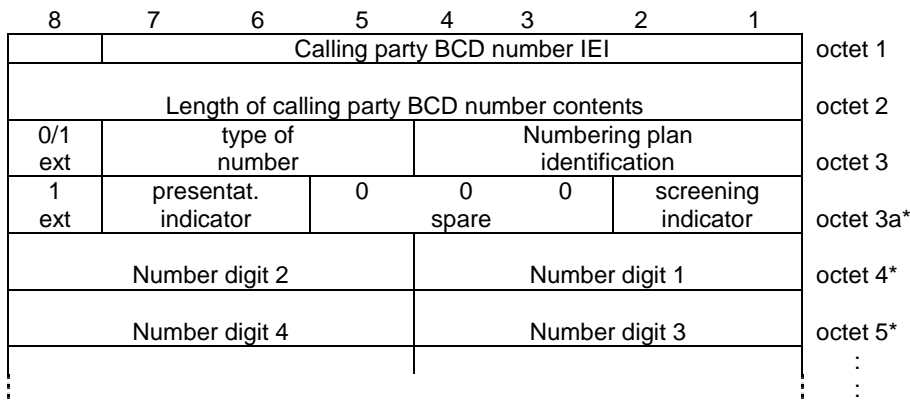 8 7 6 5 4 3 2 1
Calling party BCD number IEI octet 1
Length of calling party BCD number contents octet 2
0/1 type of Numbering plan
ext number identification octet 3
1 presentat. 0 0 0 screening
ext indicator spare indicator octet 3a*
Number digit 2 Number digit 1 octet 4*
Number digit 4 Number digit 3 octet 5*
:
: